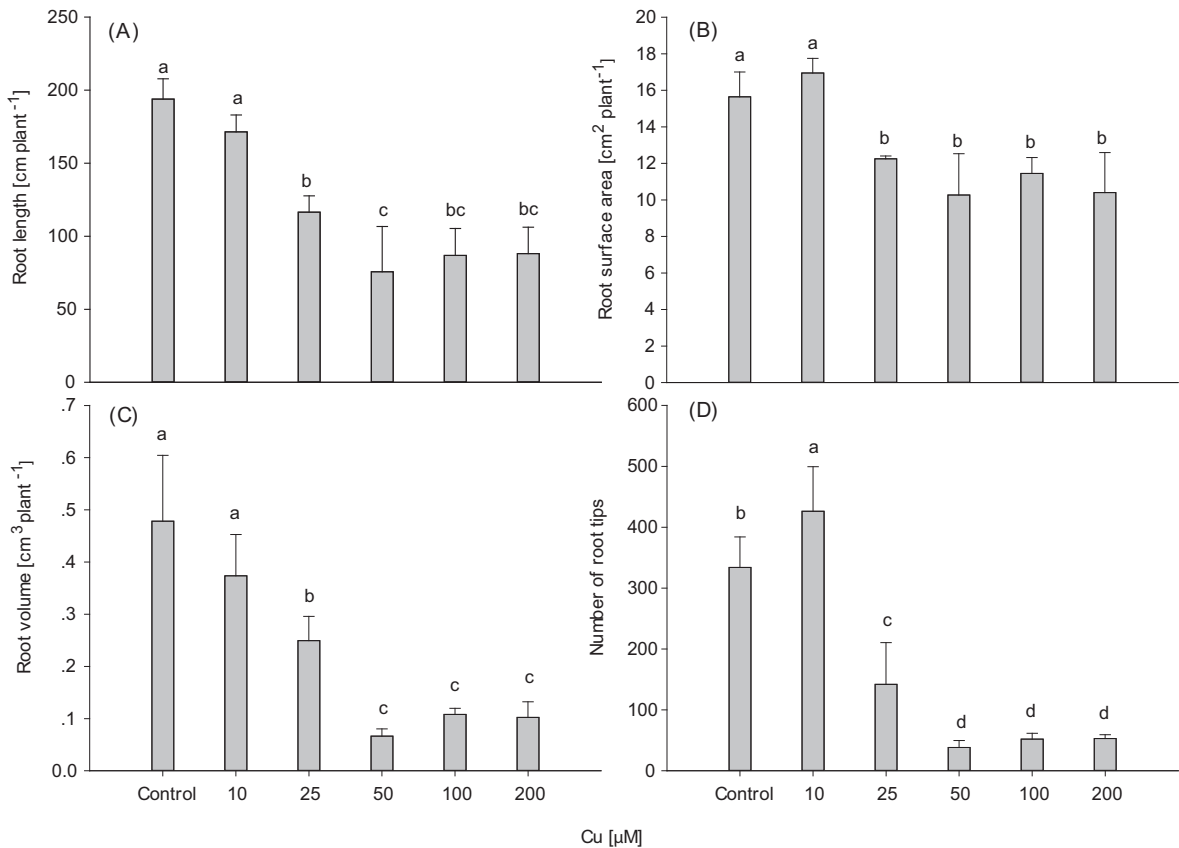 (A)
Root length [cm plant⁻¹]
250
200
150
100
50
0
a
a
b
c
bc
bc
(B)
Root surface area [cm² plant⁻¹]
20
18
16
14
12
10
8
6
4
2
0
a
a
b
b
b
b
(C)
Root volume [cm³ plant⁻¹]
.7
.6
.5
.4
.3
.2
.1
0.0
a
a
b
c
c
c
Control 10 25 50 100 200
(D)
Number of root tips
600
500
400
300
200
100
0
b
a
c
d
d
d
Control 10 25 50 100 200
Cu [µM]